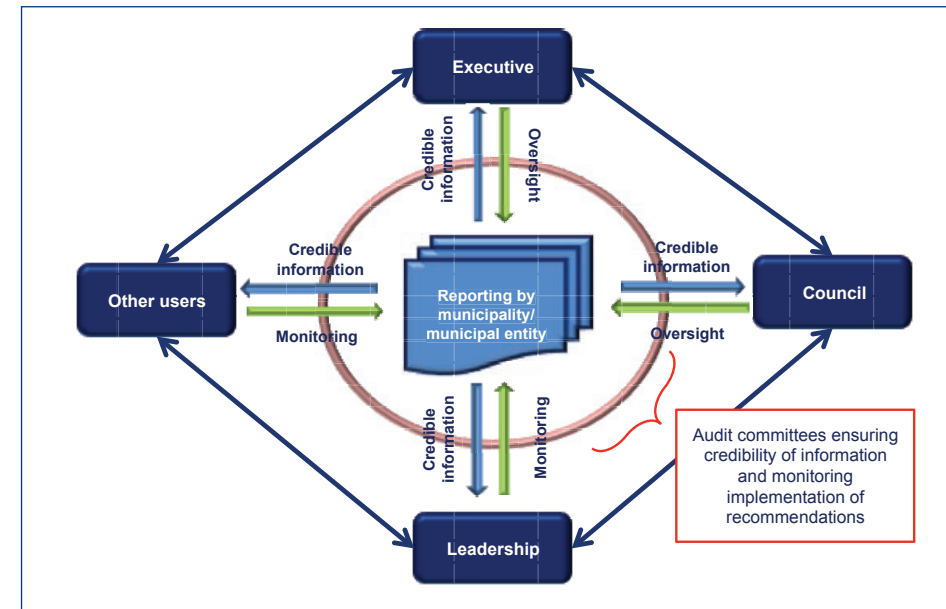 Executive
Credible
information
Oversight
Credible
information
Credible
information
Other users
Reporting by
municipality/
municipal entity
Council
Monitoring
Oversight
Credible
information
Monitoring
Audit committees ensuring
credibility of information
and monitoring
implementation of
recommendations
Leadership